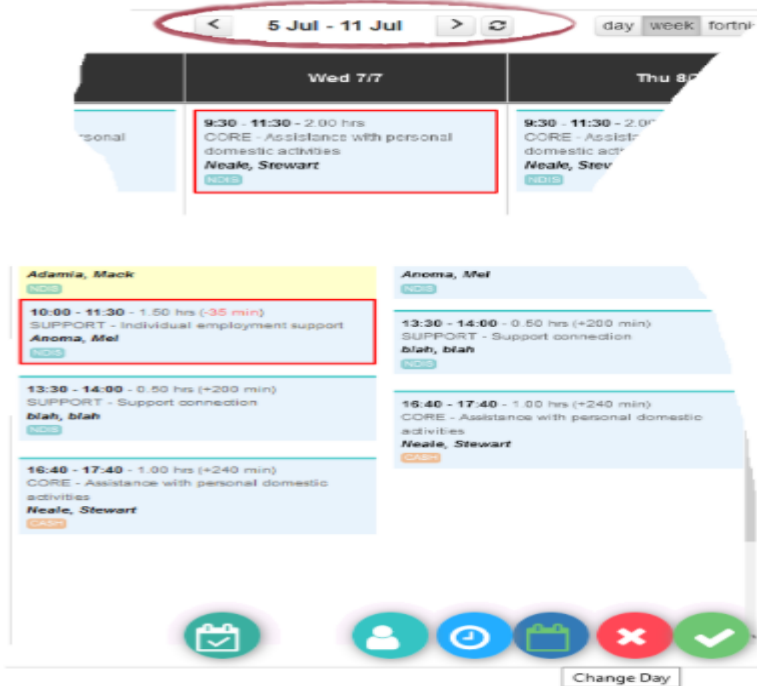 5 Jul - 11 Jul
day week fortni
Wed 7/7
Thu 8/
sonal
9:30 - 11:30 - 2.00 hrs
CORE - Assistance with personal
domestic activities
Neale, Stewart
NDIS
9:30 - 11:30 - 2.00
CORE - Assista
domestic acti
Neale, Stew
NDIS
Adamia, Mack
NDIS
10:00 - 11:30 - 1.50 hrs (-35 min)
SUPPORT - Individual employment support
Anoma, Mel
NDIS
13:30 - 14:00 - 0.50 hrs (+200 min)
SUPPORT - Support connection
blah, blah
NDIS
16:40 - 17:40 - 1.00 hrs (+240 min)
CORE - Assistance with personal domestic
activities
Neale, Stewart
CASH
Anoma, Mel
NDIS
13:30 - 14:00 - 0.50 hrs (+200 min)
SUPPORT - Support connection
blah, blah
NDIS
16:40 - 17:40 - 1.00 hrs (+240 min)
CORE - Assistance with personal domestic
activities
Neale, Stewart
CASH
Change Day